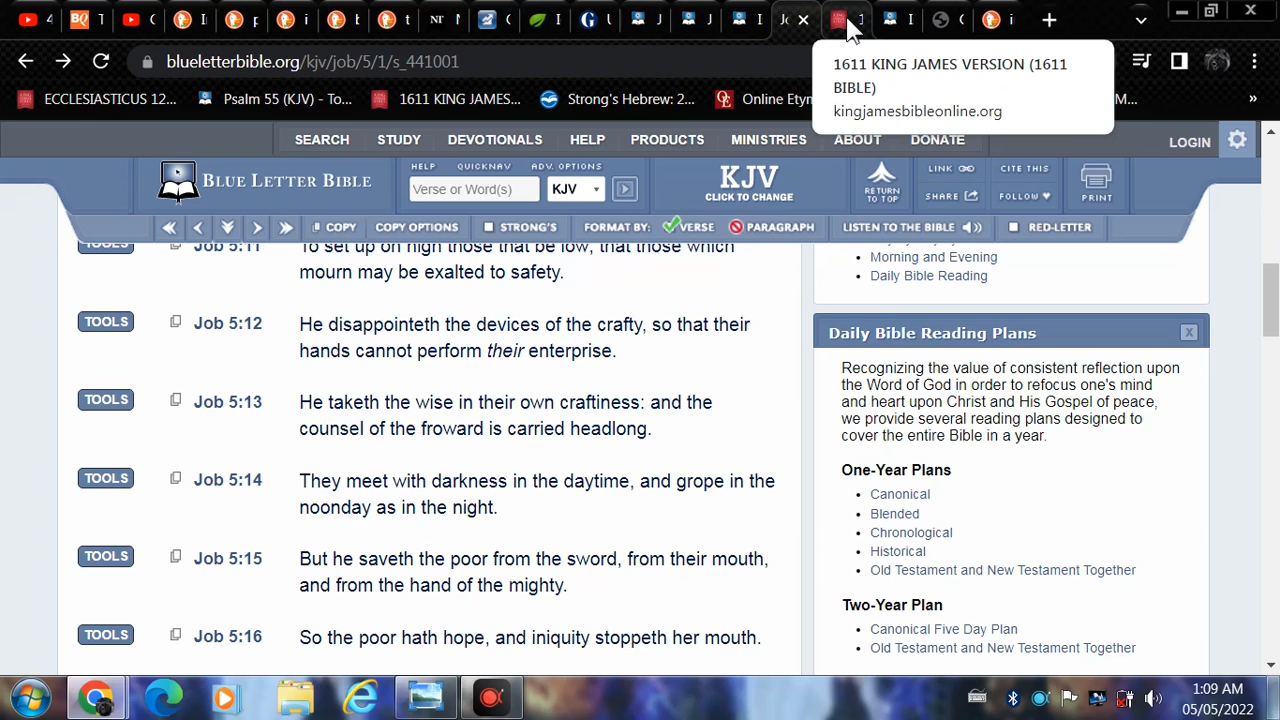 blueletterbible.org/kjv/job/5/1/s_441001
1611 KING JAMES VERSION (1611
BIBLE)
kingjamesbibleonline.org
ECCLESIASTICUS 1...
Psalm 55 (KJV) - To...
1611 KING JAMES...
Strong's Hebrew: 2...
Online Etym
M...
»
SEARCH
STUDY
DEVOTIONALS
HELP
PRODUCTS
MINISTRIES
ABOUT
DONATE
LOGIN
BLUE LETTER BIBLE
HELP
QUICKNAV
ADV. OPTIONS
Verse or Word(s)
KJV
KJV
CLICK TO CHANGE
RETURN
TO TOP
LINK
CITE THIS
SHARE
FOLLOW
PRINT
COPY
COPY OPTIONS
STRONG'S
FORMAT BY:
VERSE
PARAGRAPH
LISTEN TO THE BIBLE
RED-LETTER
TOOLS
Job 5:11
To set up on high those that be low; that those which
mourn may be exalted to safety.
TOOLS
Job 5:12
He disappointeth the devices of the crafty, so that their
hands cannot perform their enterprise.
TOOLS
Job 5:13
He taketh the wise in their own craftiness: and the
counsel of the froward is carried headlong.
TOOLS
Job 5:14
They meet with darkness in the daytime, and grope in the
noonday as in the night.
TOOLS
Job 5:15
But he saveth the poor from the sword, from their mouth,
and from the hand of the mighty.
TOOLS
Job 5:16
So the poor hath hope, and iniquity stoppeth her mouth.
Morning and Evening
Daily Bible Reading
Daily Bible Reading Plans
Recognizing the value of consistent reflection upon
the Word of God in order to refocus one's mind
and heart upon Christ and His Gospel of peace,
we provide several reading plans designed to
cover the entire Bible in a year.
One-Year Plans
Canonical
Blended
Chronological
Historical
Old Testament and New Testament Together
Two-Year Plan
Canonical Five Day Plan
Old Testament and New Testament Together
1:09 AM
05/05/2022